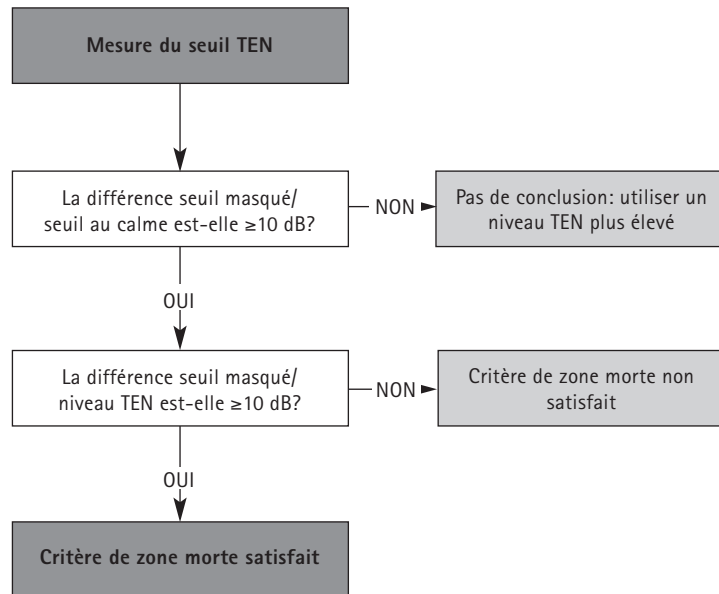 Mesure du seuil TEN
La différence seuil masqué/
seuil au calme est-elle ≥10 dB?
NON
Pas de conclusion: utiliser un
niveau TEN plus élevé
OUI
La différence seuil masqué/
niveau TEN est-elle ≥10 dB?
NON
Critère de zone morte non
satisfait
OUI
Critère de zone morte satisfait